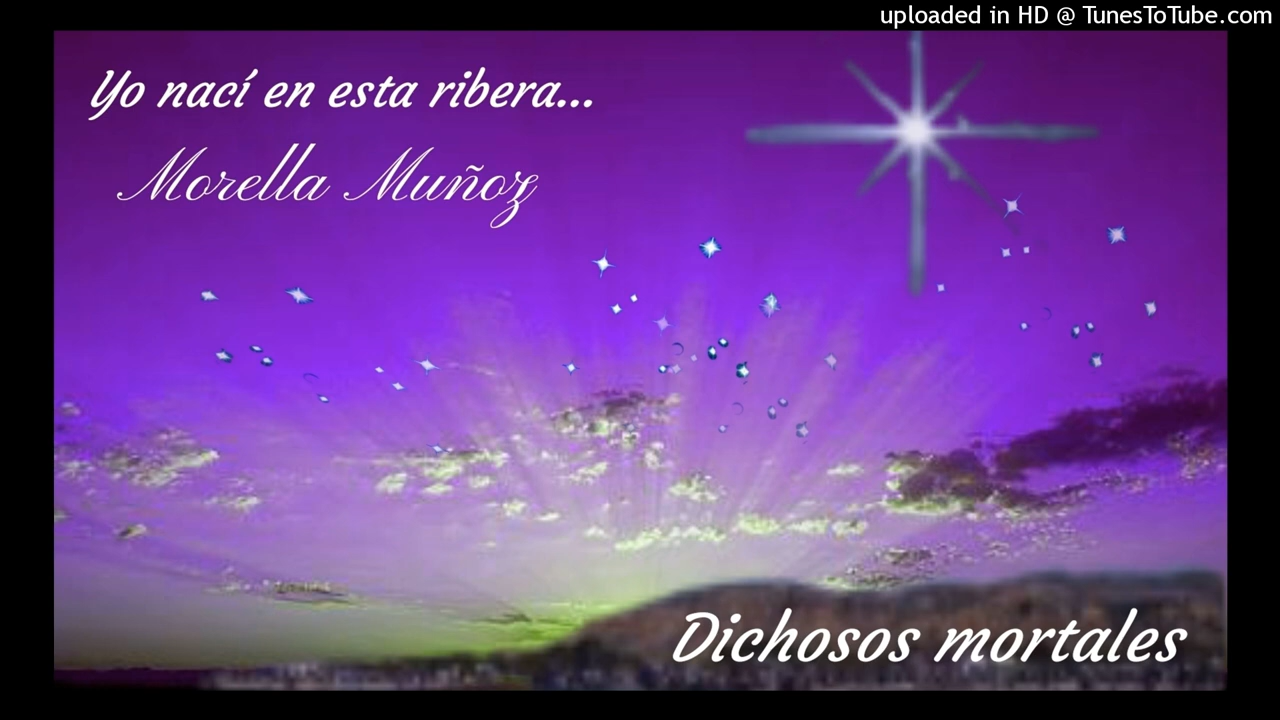 uploaded in HD @ TunesToTube.com
Yo nací en esta ribera...
Morella Muñoz
Dichosos mortales